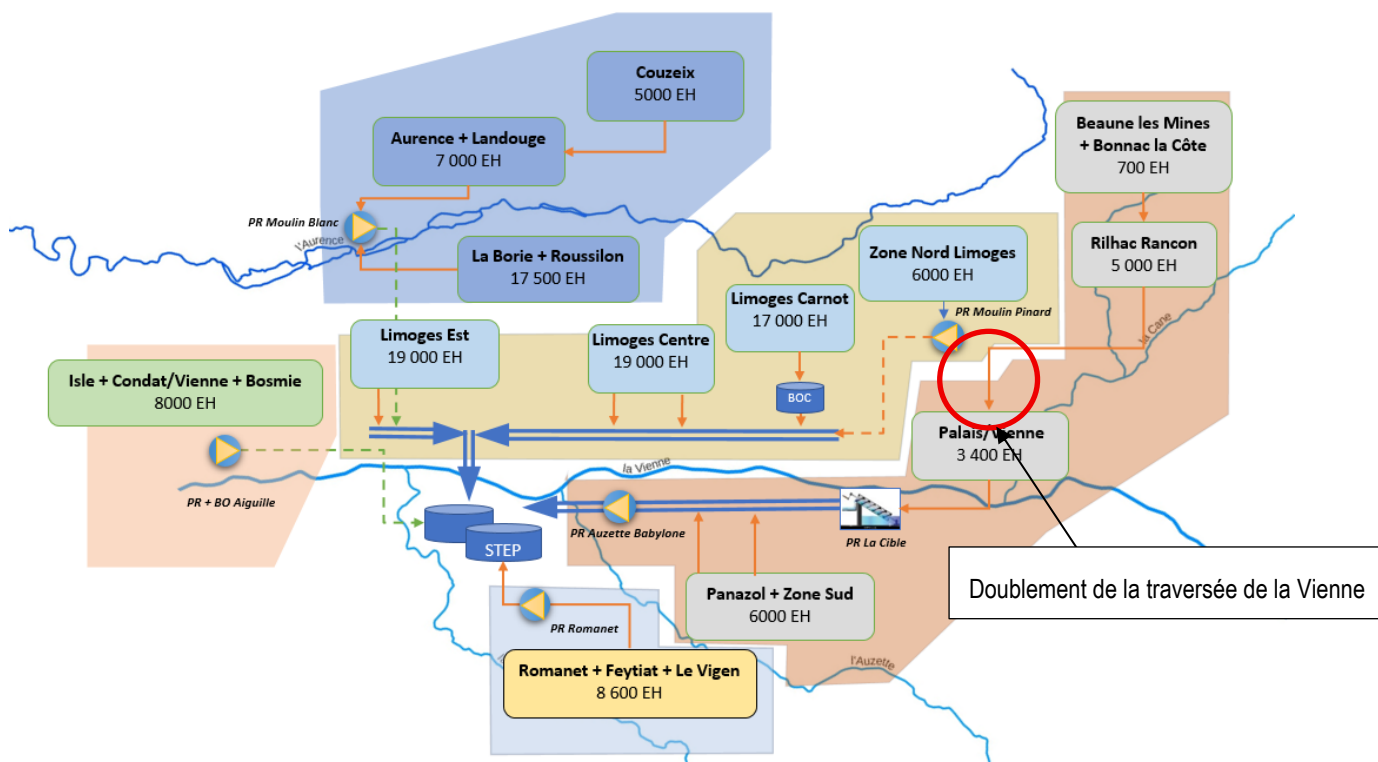 Couzeix
5000 EH
Aurence + Landouge
7 000 EH
Beaune les Mines
+ Bonnac la Côte
700 EH
PR Moulin Blanc
l'Aurence
La Borie + Roussilon
17 500 EH
Zone Nord Limoges
6000 EH
Rilhac Rancon
5 000 EH
Limoges Carnot
17 000 EH
PR Moulin Pinard
la Cane
Limoges Est
19 000 EH
Limoges Centre
19 000 EH
Isle + Condat/Vienne + Bosmie
8000 EH
BOC
Palais/Vienne
3 400 EH
la Vienne
PR + BO Aiguille
STEP
PR Auzette Babylone
PR La Cible
Doublement de la traversée de la Vienne
Panazol + Zone Sud
6000 EH
PR Romanet
Romanet + Feytiat + Le Vigen
8 600 EH
l'Auzette